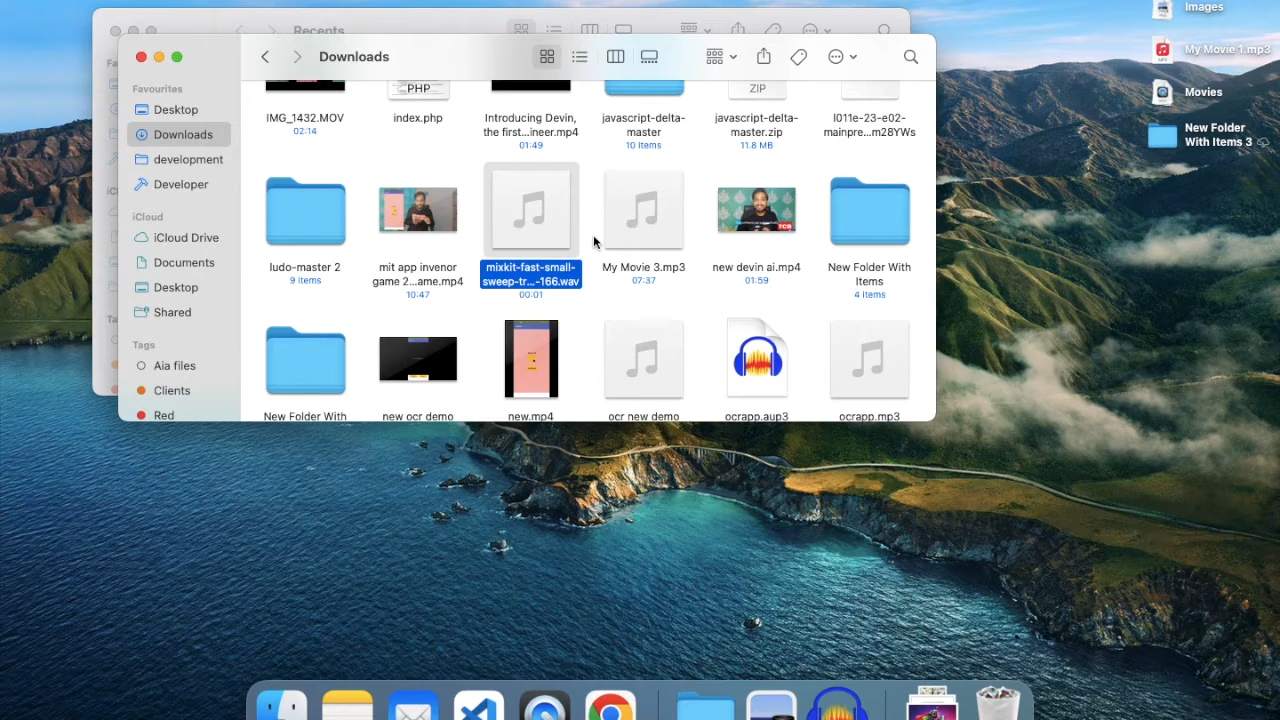 Recents
Images
My Movie 1.mp3
Movies
New Folder
With Items 3
Downloads
Favourites
Desktop
Downloads
development
Developer
iCloud
iCloud Drive
Documents
Desktop
Shared
Tags
Aia files
Clients
Red
PHP
ZIP
IMG_1432.MOV
02:14
index.php
Introducing Devin,
the first...ineer.mp4
01:49
javascript-delta-
master
10 items
javascript-delta-
master.zip
11.8 MB
l011e-23-e02-
mainpre...m28YWs
ludo-master 2
9 items
mit app invenor
game 2...ame.mp4
10:47
mixkit-fast-small-
sweep-tr...-166.wav
00:01
My Movie 3.mp3
07:37
new devin ai.mp4
01:59
New Folder With
Items
4 items
New Folder With
new ocr demo
new.mp4
ocr new demo
ocrapp.aup3
ocrapp.mp3